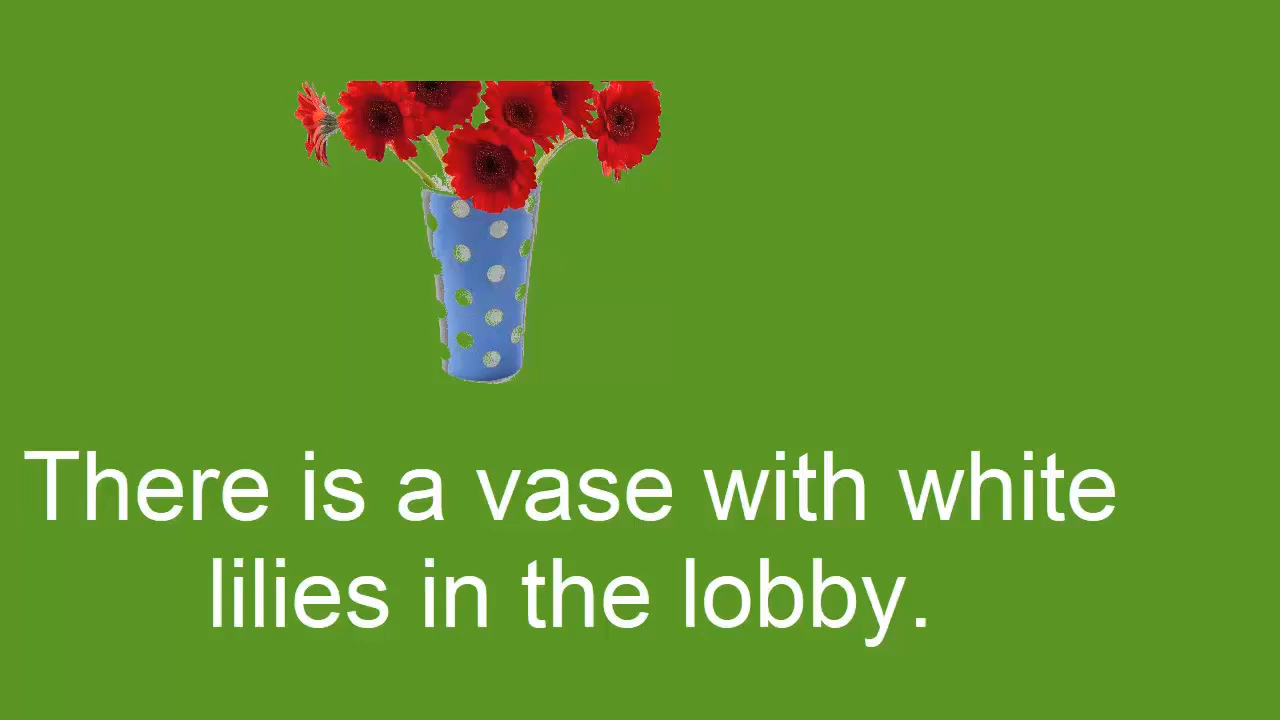 There is a vase with white
lilies in the lobby.